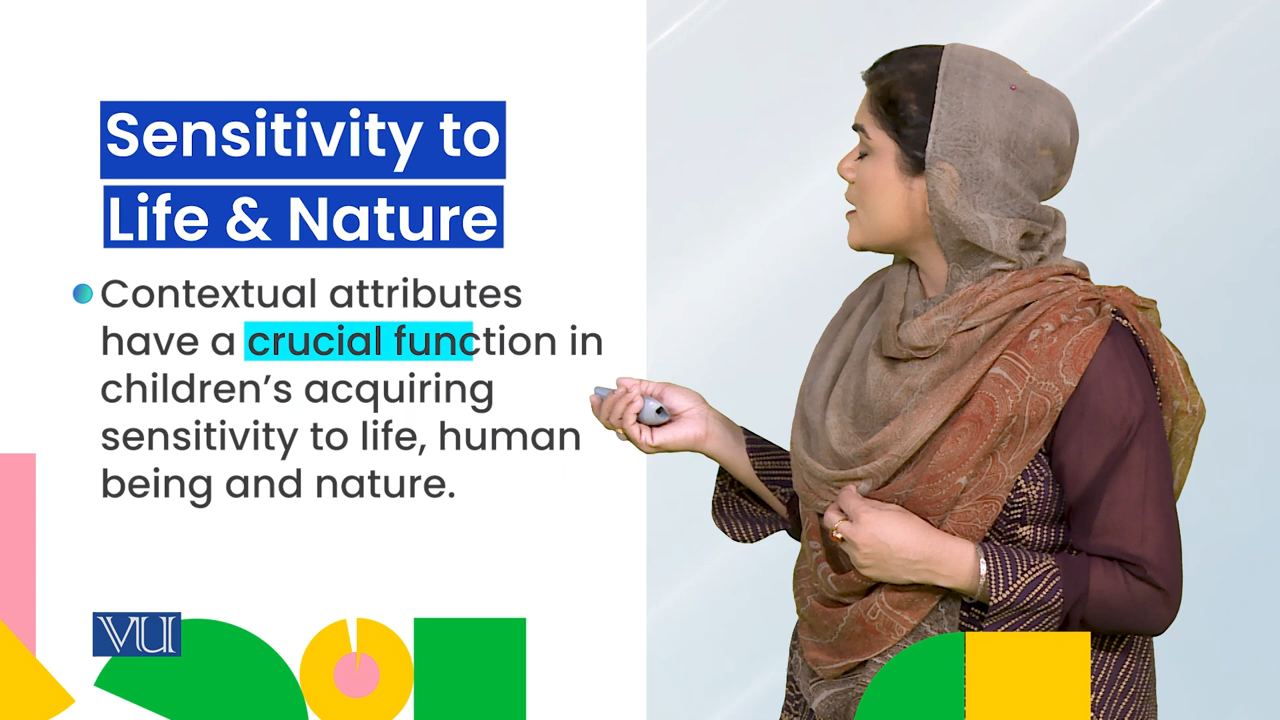 Sensitivity to
Life & Nature
Contextual attributes
have a crucial function in
children’s acquiring
sensitivity to life, human
being and nature.
VU